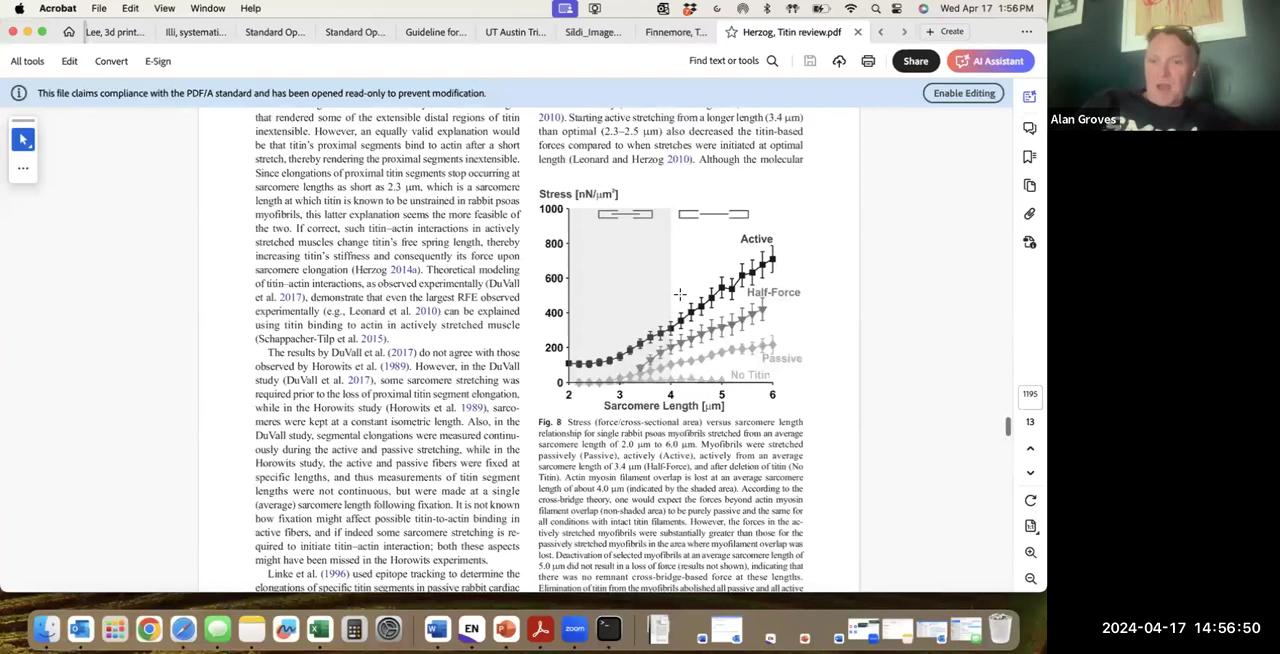 Acrobat File Edit View Window Help
Wed Apr 17 1:56 PM
Lee, 3d print... Illi, systemati... Standard Op... Standard Op... Guideline for... UT Austin Tri... Sildi_Image... Finnemore, T... Herzog, Titin review.pdf Create
All tools Edit Convert E-Sign
Find text or tools Share AI Assistant
This file claims compliance with the PDF/A standard and has been opened read-only to prevent modification.
Enable Editing
Alan Groves
that rendered some of the extensible distal regions of titin
inextensible. However, an equally valid explanation would
be that titin's proximal segments bind to actin after a short
stretch, thereby rendering the proximal segments inextensible.
Since elongations of proximal titin segments stop occurring at
sarcomere lengths as short as 2.3 μm, which is a sarcomere
length at which titin is known to be unstrained in rabbit psoas
myofibrils, this latter explanation seems the more feasible of
the two. If correct, such titin–actin interactions in actively
stretched muscles change titin's free spring length, thereby
increasing titin's stiffness and consequently its force upon
sarcomere elongation (Herzog 2014a). Theoretical modeling
of titin–actin interactions, as observed experimentally (DuVall
et al. 2017), demonstrate that even the largest RFE observed
experimentally (e.g., Leonard et al. 2010) can be explained
using titin binding to actin in actively stretched muscle
(Schappacher-Tilp et al. 2015).
The results by DuVall et al. (2017) do not agree with those
observed by Horowits et al. (1989). However, in the DuVall
study (DuVall et al. 2017), some sarcomere stretching was
required prior to the loss of proximal titin segment elongation,
while in the Horowits study (Horowits et al. 1989), sarco-
meres were kept at a constant isometric length. Also, in the
DuVall study, segmental elongations were measured continu-
ously during the active and passive stretching, while in the
Horowits study, the active and passive fibers were fixed at
specific lengths, and thus measurements of titin segment
lengths were not continuous, but were made at a single
(average) sarcomere length following fixation. It is not known
how fixation might affect possible titin-to-actin binding in
active fibers, and if indeed some sarcomere stretching is re-
quired to initiate titin–actin interaction; both these aspects
might have been missed in the Horowits experiments.
Linke et al. (1996) used epitope tracking to determine the
elongations of specific titin segments in passive rabbit cardiac
2010). Starting active stretching from a longer length (3.4 μm)
than optimal (2.3–2.5 μm) also decreased the titin-based
forces compared to when stretches were initiated at optimal
length (Leonard and Herzog 2010). Although the molecular
Stress [nN/μm²]
1000
800
600
400
200
0
Active
Half-Force
Passive
No Titin
2 3 4 5 6
Sarcomere Length [μm]
Fig. 8 Stress (force/cross-sectional area) versus sarcomere length
relationship for single rabbit psoas myofibrils stretched from an average
sarcomere length of 2.0 μm to 6.0 μm. Myofibrils were stretched
passively (Passive), actively (Active), actively from an average
sarcomere length of 3.4 μm (Half-Force), and after deletion of titin (No
Titin). Actin myosin filament overlap is lost at an average sarcomere
length of about 4.0 μm (indicated by the shaded area). According to the
cross-bridge theory, one would expect the forces beyond actin myosin
filament overlap (non-shaded area) to be purely passive and the same for
all conditions with intact titin filaments. However, the forces in the ac-
tively stretched myofibrils were substantially greater than those for the
passively stretched myofibrils in the area where myofilament overlap was
lost. Deactivation of selected myofibrils at an average sarcomere length of
5.0 μm did not result in a loss of force (results not shown), indicating that
there was no remnant cross-bridge-based force at these lengths.
Elimination of titin from the myofibrils abolished all passive and all active
1195
13
EN
zoom
2024-04-17 14:56:50